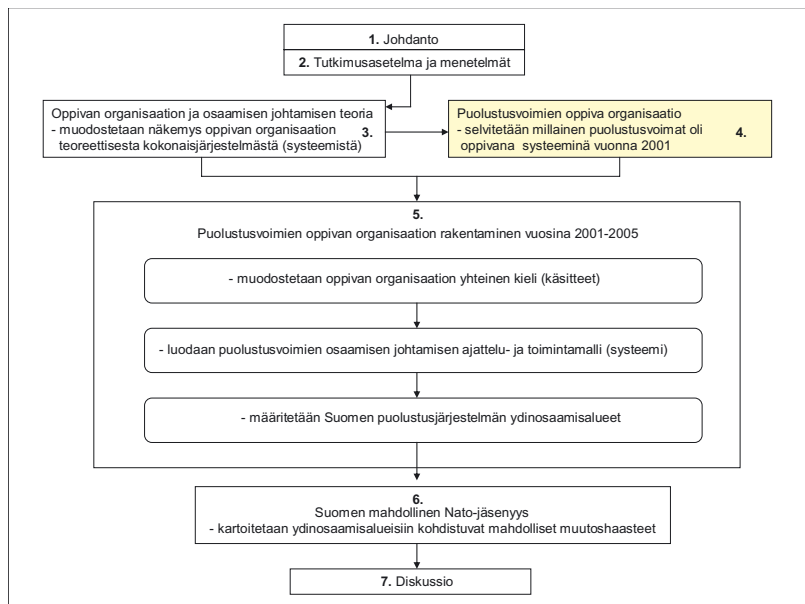 1. Johdanto
2. Tutkimusasetelma ja menetelmät
Oppivan organisaation ja osaamisen johtamisen teoria
- muodostetaan näkemys oppivan organisaation 3.
teoreettisesta kokonaisjärjestelmästä (systeemistä)
Puolustusvoimien oppiva organisaatio
- selvitetään millainen puolustusvoimat oli 4.
oppivana systeeminä vuonna 2001
5.
Puolustusvoimien oppivan organisaation rakentaminen vuosina 2001-2005
- muodostetaan oppivan organisaation yhteinen kieli (käsitteet)
- luodaan puolustusvoimien osaamisen johtamisen ajattelu- ja toimintamalli (systeemi)
- määritetään Suomen puolustusjärjestelmän ydinosaamisalueet
6.
Suomen mahdollinen Nato-jäsenyys
- kartoitetaan ydinosaamisalueisiin kohdistuvat mahdolliset muutoshaasteet
7. Diskussio